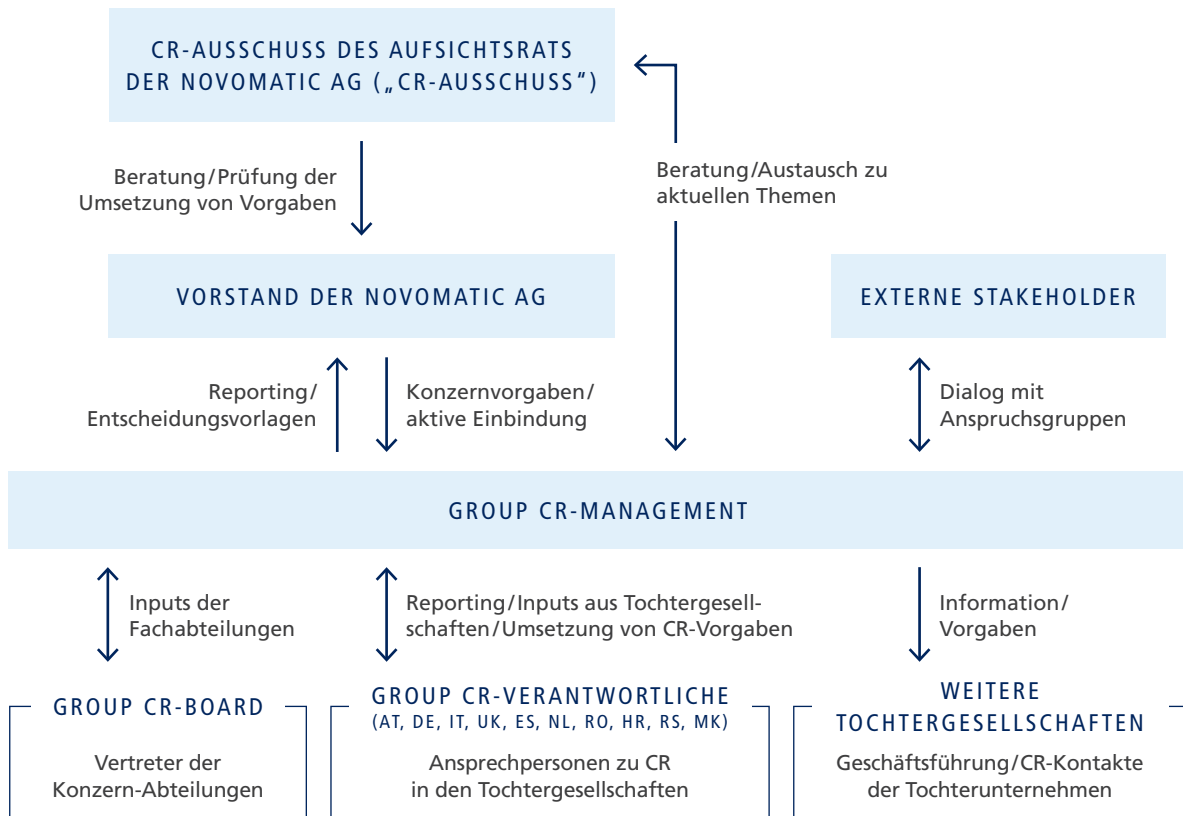 CR-AUSSCHUSS DES AUFSICHTSRATS
DER NOVOMATIC AG („CR-AUSSCHUSS“)
Beratung/Prüfung der
Umsetzung von Vorgaben
Beratung/Austausch zu
aktuellen Themen
VORSTAND DER NOVOMATIC AG
EXTERNE STAKEHOLDER
Reporting/
Entscheidungsvorlagen
Konzernvorgaben/
aktive Einbindung
Dialog mit
Anspruchsgruppen
GROUP CR-MANAGEMENT
Inputs der
Fachabteilungen
Reporting/Inputs aus Tochtergesell-
schaften/Umsetzung von CR-Vorgaben
Information/
Vorgaben
GROUP CR-BOARD
Vertreter der
Konzern-Abteilungen
GROUP CR-VERANTWORTLICHE
(AT, DE, IT, UK, ES, NL, RO, HR, RS, MK)
Ansprechpersonen zu CR
in den Tochtergesellschaften
WEITERE
TOCHTERGESELLSCHAFTEN
Geschäftsführung/CR-Kontakte
der Tochterunternehmen